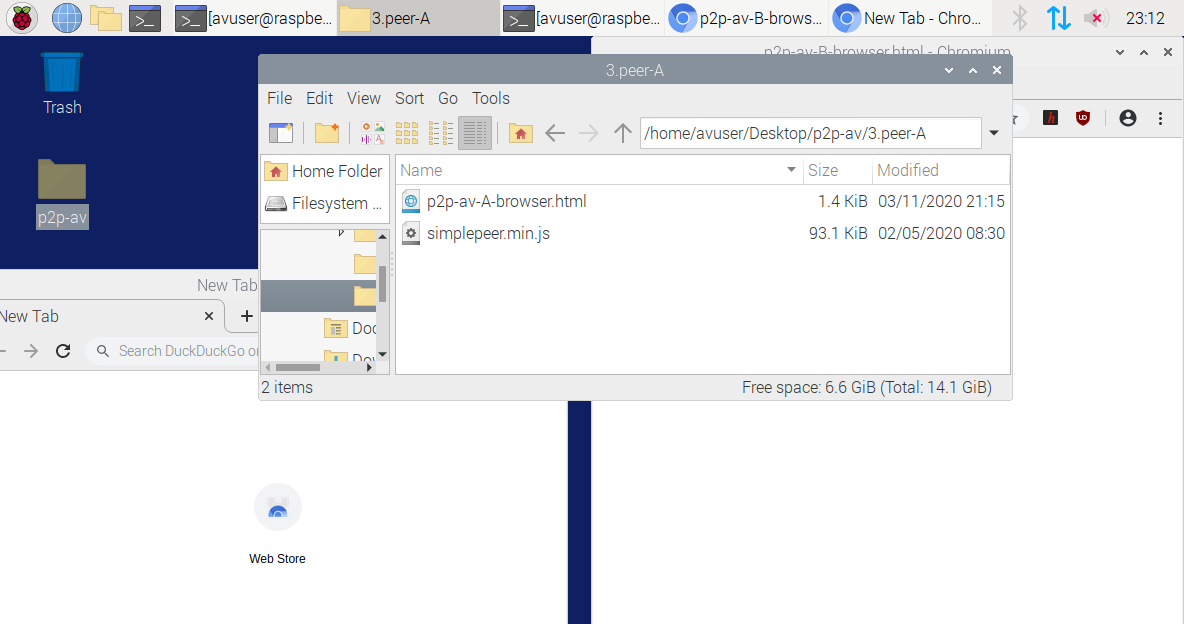 [avuser@raspbe...
3.peer-A
[avuser@raspbe...
p2p-av-B-brows...
New Tab - Chro...
23:12
Trash
p2p-av
p2p-av-B-browser.html - Chromium
3.peer-A
File Edit View Sort Go Tools
/home/avuser/Desktop/p2p-av/3.peer-A
Home Folder
Filesystem ...
Name Size Modified
p2p-av-A-browser.html 1.4 KiB 03/11/2020 21:15
simplepeer.min.js 93.1 KiB 02/05/2020 08:30
Doc
2 items
Free space: 6.6 GiB (Total: 14.1 GiB)
New Tab
New Tab
Search DuckDuckGo or
Web Store